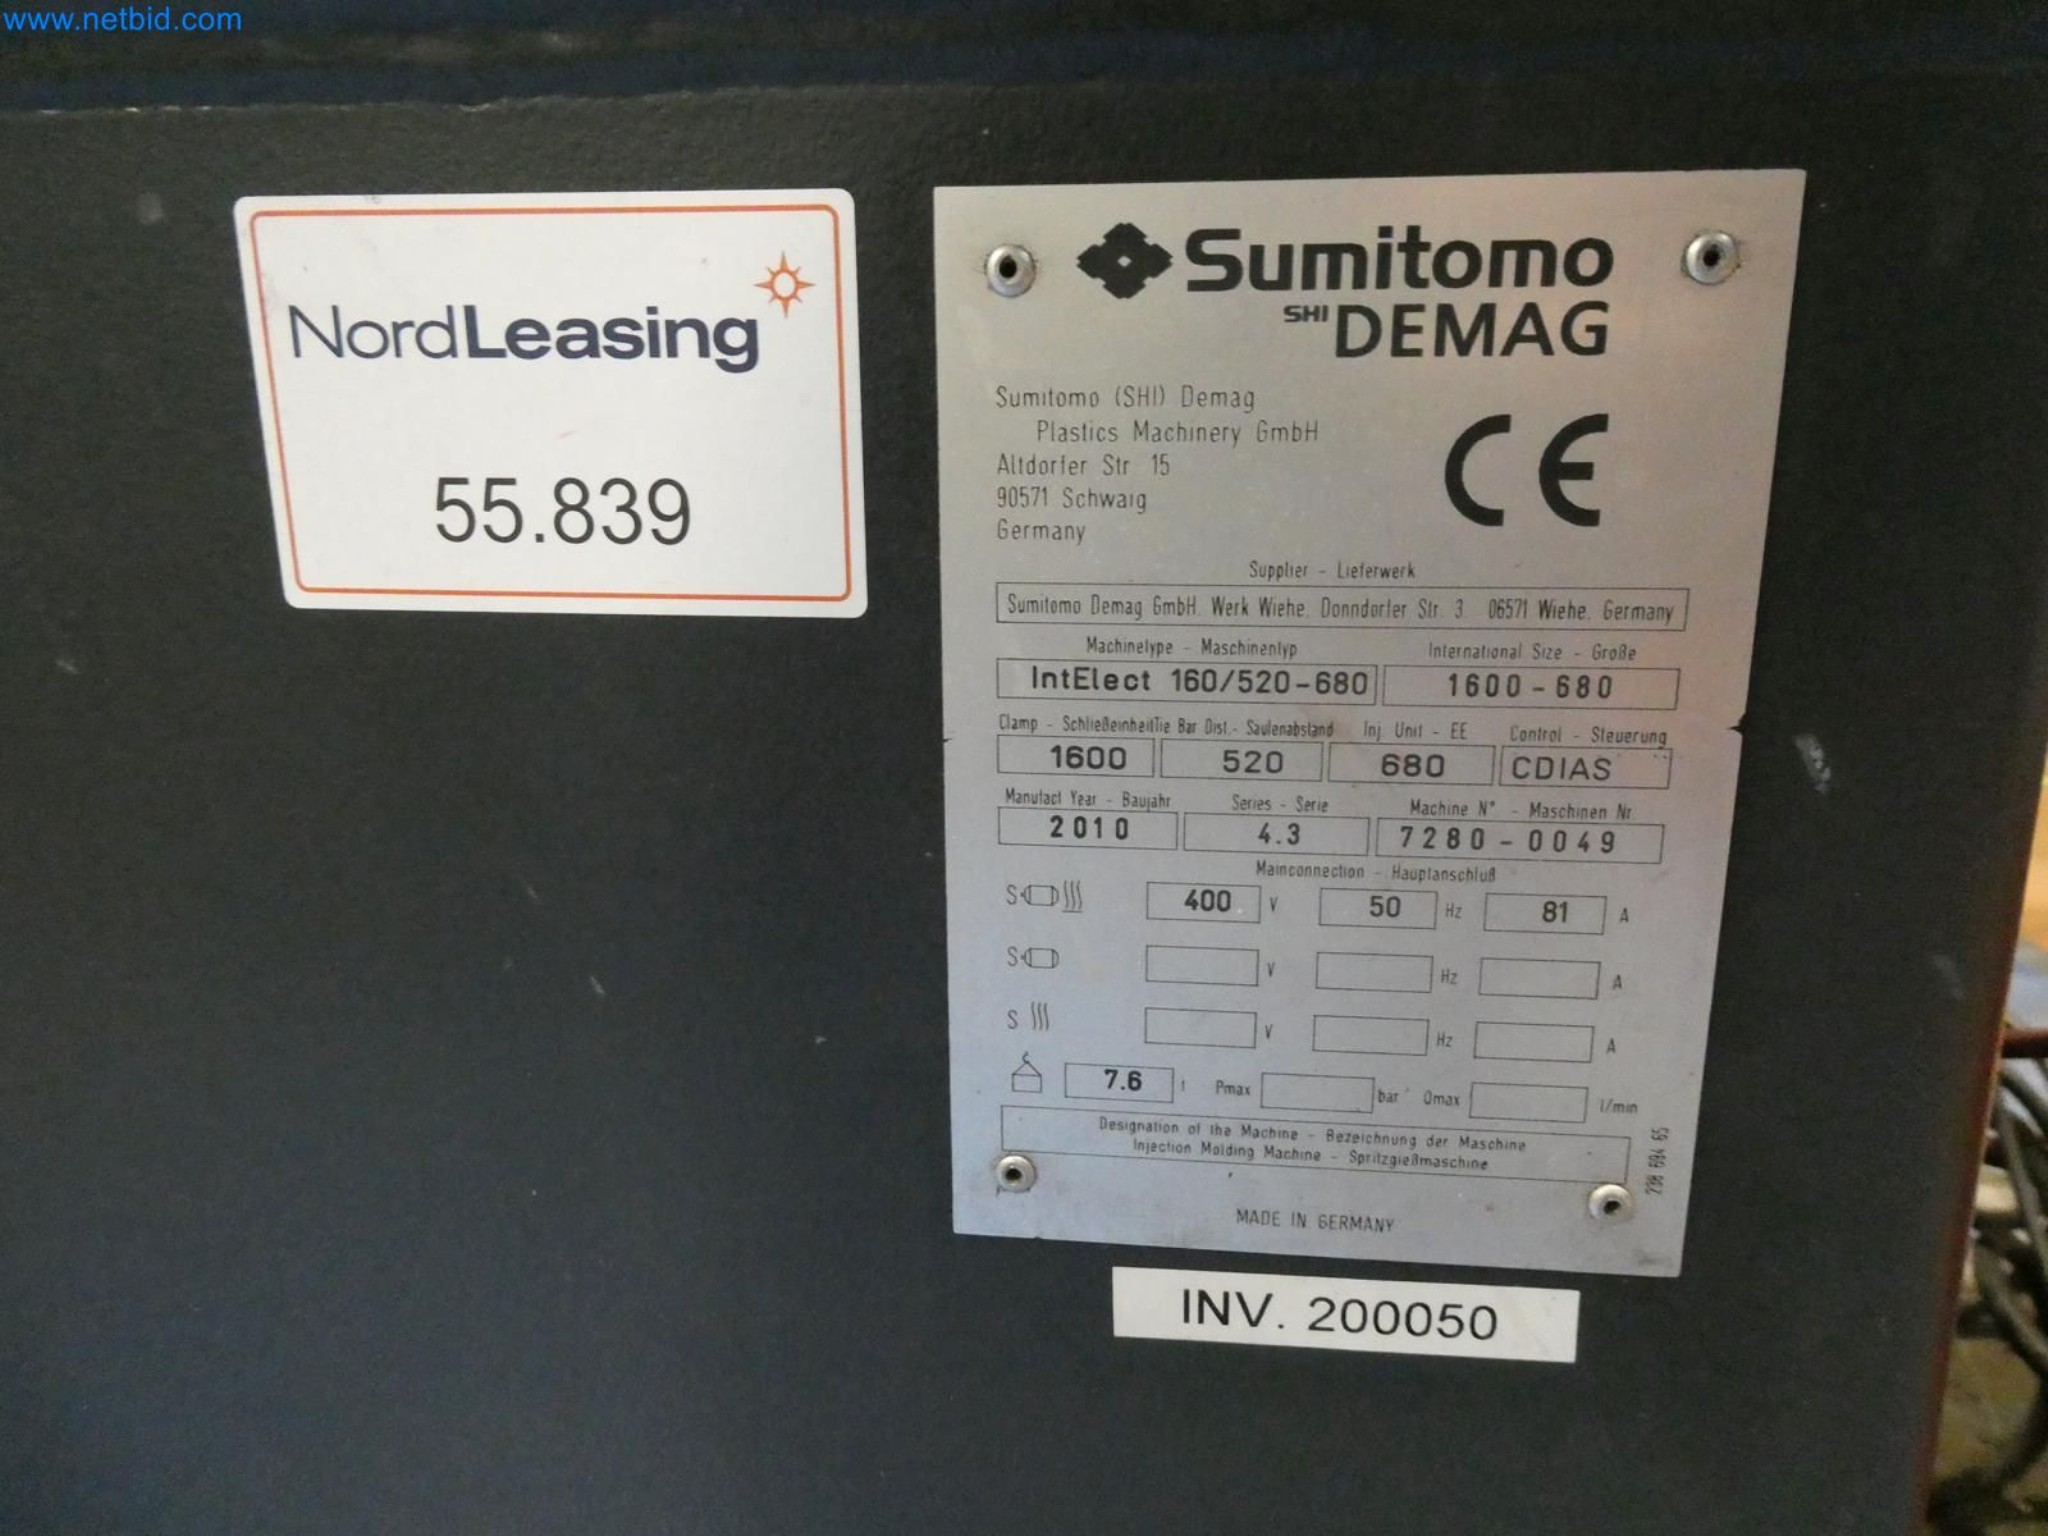 www.netbid.com
NordLeasing
55.839
Sumitomo
SHI DEMAG
Sumitomo (SHI) Demag
Plastics Machinery GmbH
Altdorfer Str 15
90571 Schwaig
Germany
CE
Supplier - Lieferwerk
Sumitomo Demag GmbH. Werk Wiehe. Donndorfer Str. 3 06571 Wiehe. Germany
Machinetype - Maschinentyp International Size - Große
IntElect 160/520-680 1600-680
Clamp - Schließeinheit Tie Bar Dist.- Saulenabstand Inj. Unit - EE Control - Steuerung
1600 520 680 CDIAS
Manufact Year - Baujahr Series - Serie Machine N° - Maschinen Nr.
2010 4.3 7280-0049
Mainconnection - Hauptanschluß
S 400 V 50 Hz 81 A
S V Hz A
S V Hz A
7.6 t Pmax bar Qmax l/min
Designation of the Machine - Bezeichnung der Maschine
Injection Molding Machine - Spritzgießmaschine
MADE IN GERMANY
INV. 200050